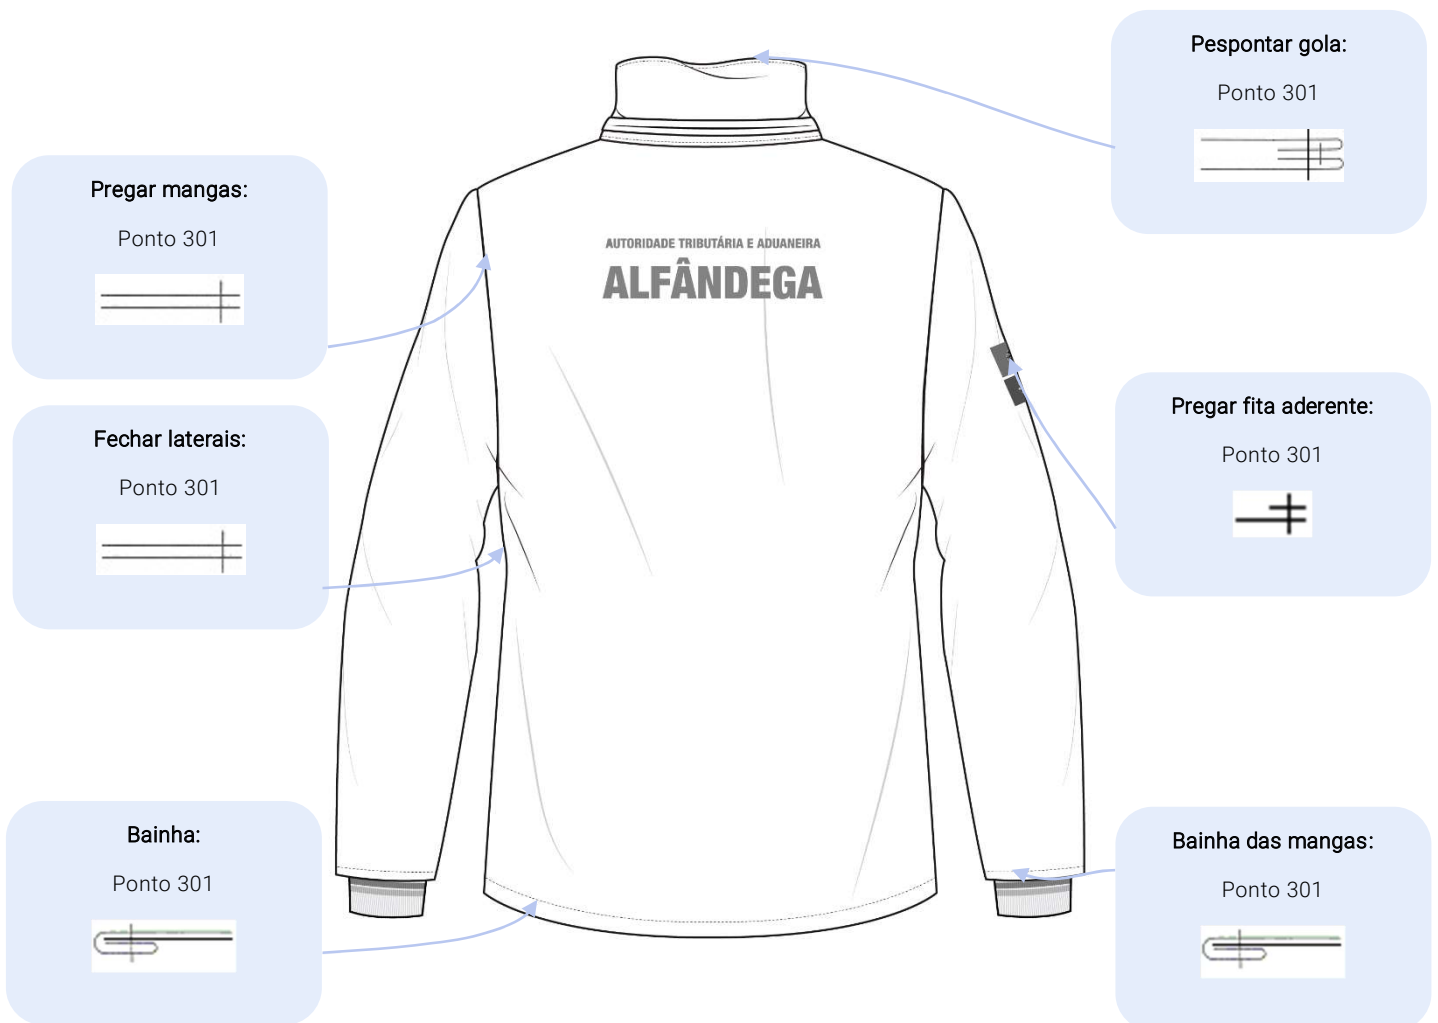 Pespontar gola:
Ponto 301
Pregar mangas:
Ponto 301
AUTORIDADE TRIBUTÁRIA E ADUANEIRA
ALFÂNDEGA
Pregar fita aderente:
Ponto 301
Fechar laterais:
Ponto 301
Bainha:
Ponto 301
Bainha das mangas:
Ponto 301